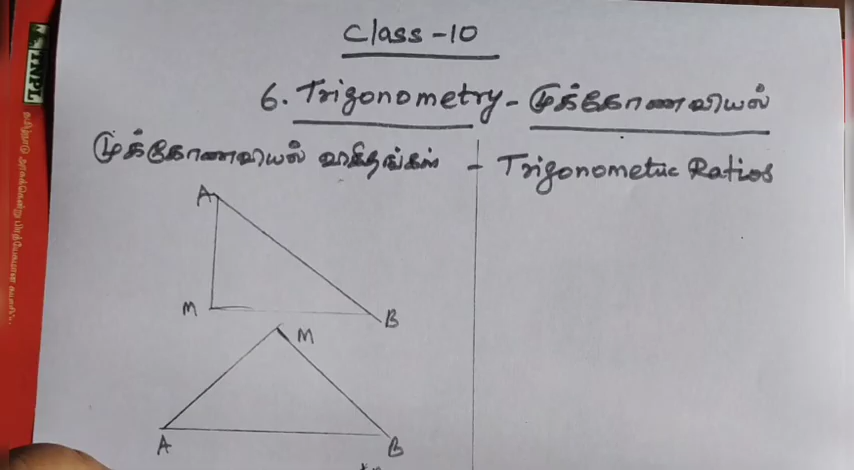 Class-10
6. Trigonometry - முக்கோணவியல்
முக்கோணவியல் விகிதங்கள் - Trigonometric Ratios
A
M
B
M
A
B